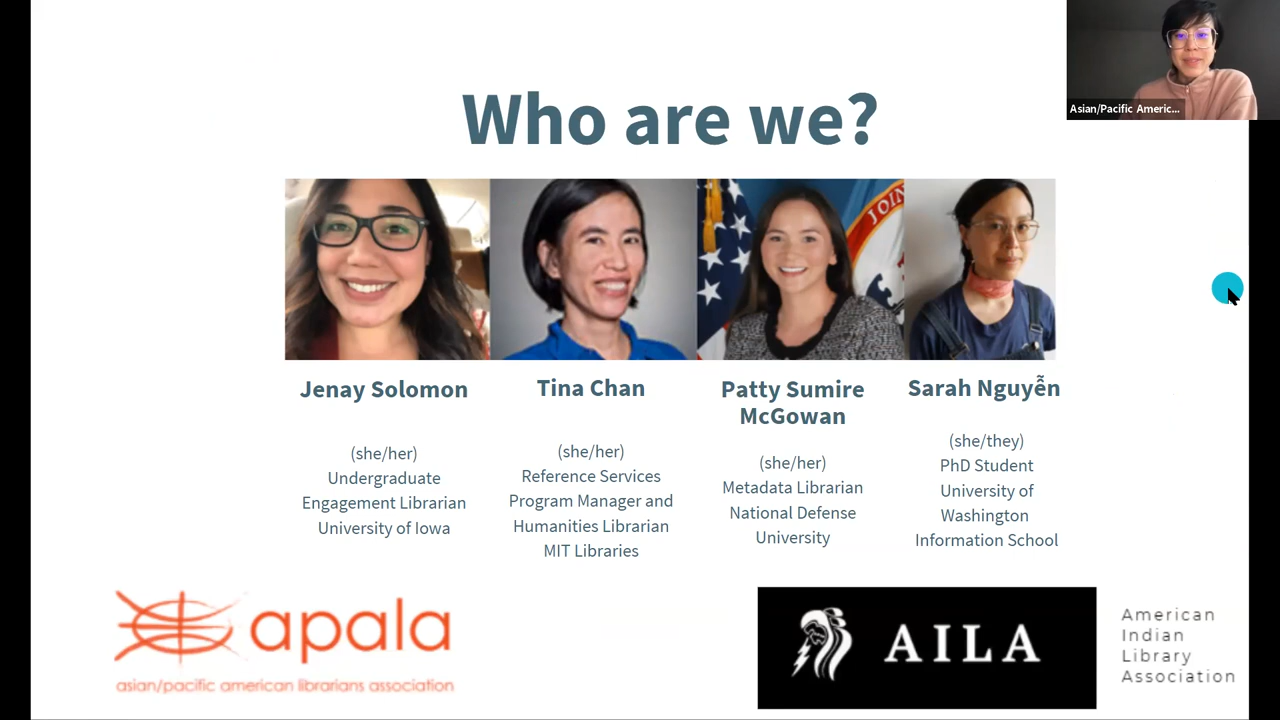 Asian/Pacific Americ...
Who are we?
JOIN
Jenay Solomon
(she/her)
Undergraduate
Engagement Librarian
University of Iowa
Tina Chan
(she/her)
Reference Services
Program Manager and
Humanities Librarian
MIT Libraries
Patty Sumire
McGowan
(she/her)
Metadata Librarian
National Defense
University
Sarah Nguyễn
(she/they)
PhD Student
University of
Washington
Information School
apala
asian/pacific american librarians association
AILA
American
Indian
Library
Association